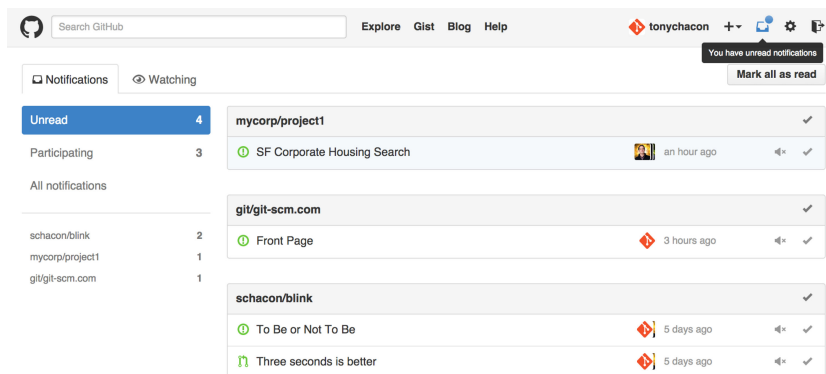 Search GitHub Explore Gist Blog Help tonychacon
You have unread notifications
Notifications Watching Mark all as read
Unread 4
Participating 3
All notifications
schacon/blink 2
mycorp/project1 1
git/git-scm.com 1
mycorp/project1
SF Corporate Housing Search an hour ago
git/git-scm.com
Front Page 3 hours ago
schacon/blink
To Be or Not To Be 5 days ago
Three seconds is better 5 days ago